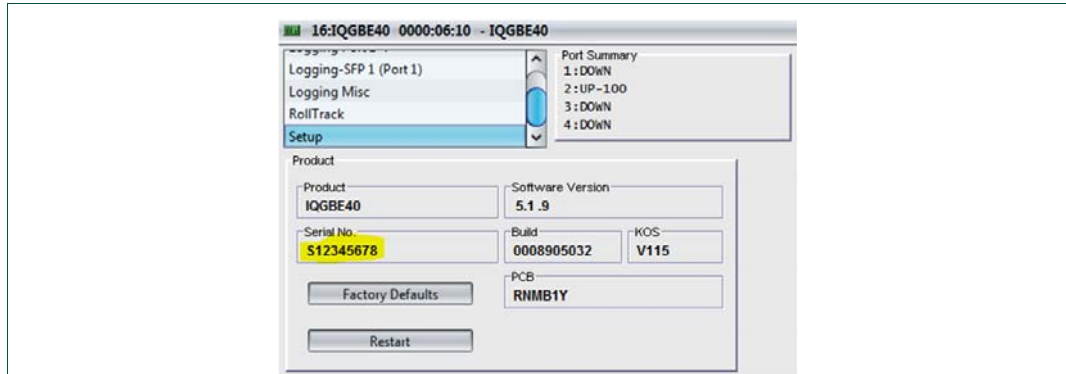 16:IQGBE40 0000:06:10 - IQGBE40
Logging-SFP 1 (Port 1)
Logging Misc
RollTrack
Setup
Port Summary
1:DOWN
2:UP-100
3:DOWN
4:DOWN
Product
Product
IQGBE40
Software Version
5.1 .9
Serial No.
S12345678
Build
0008905032
KOS
V115
Factory Defaults
PCB
RNMB1Y
Restart